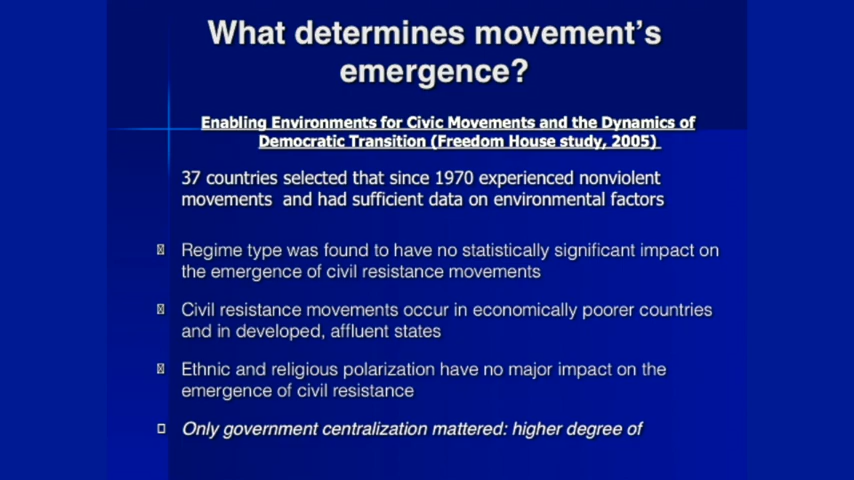 What determines movement's
emergence?
Enabling Environments for Civic Movements and the Dynamics of
Democratic Transition (Freedom House study, 2005)
37 countries selected that since 1970 experienced nonviolent
movements and had sufficient data on environmental factors
Regime type was found to have no statistically significant impact on
the emergence of civil resistance movements
Civil resistance movements occur in economically poorer countries
and in developed, affluent states
Ethnic and religious polarization have no major impact on the
emergence of civil resistance
Only government centralization mattered: higher degree of